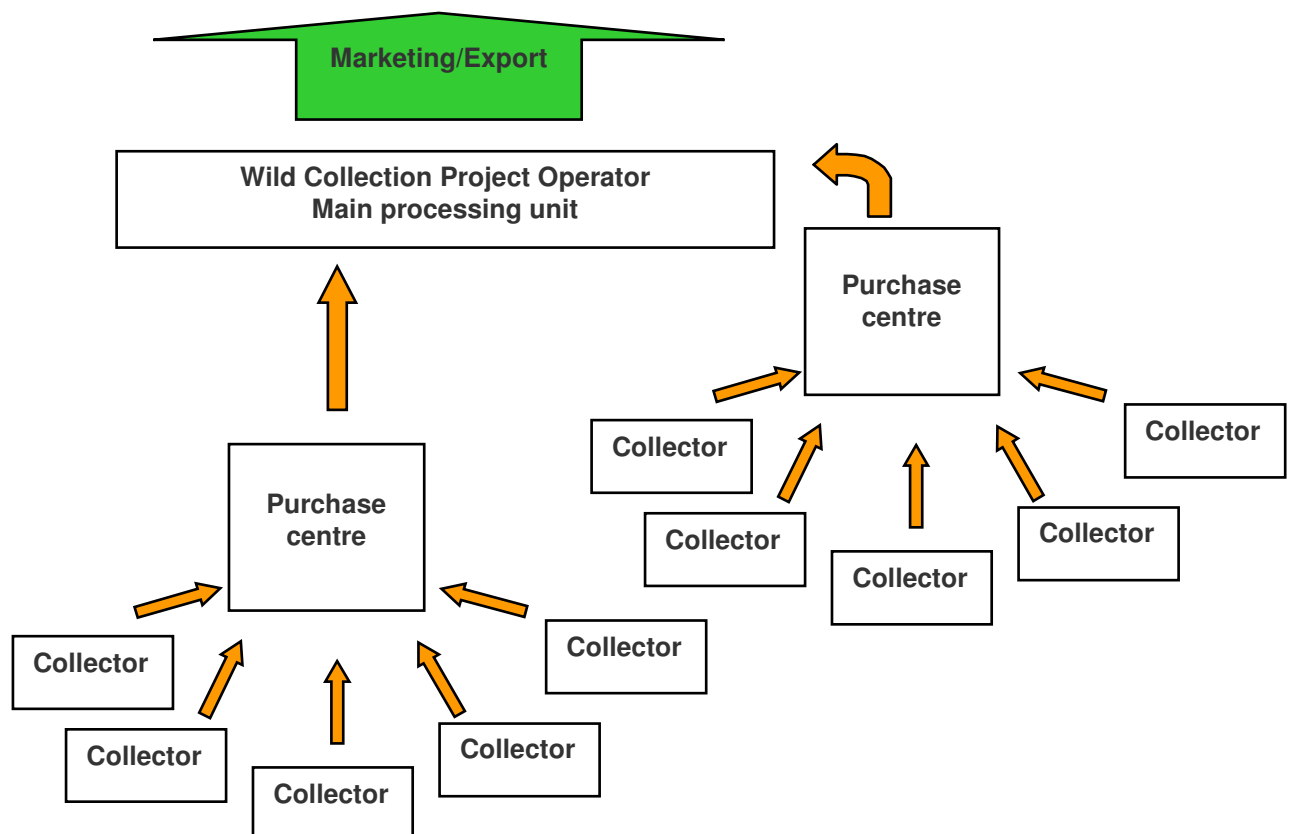 Marketing/Export
Wild Collection Project Operator
Main processing unit
Purchase
centre
Collector
Collector
Collector
Collector
Collector
Purchase
centre
Collector
Collector
Collector
Collector
Collector